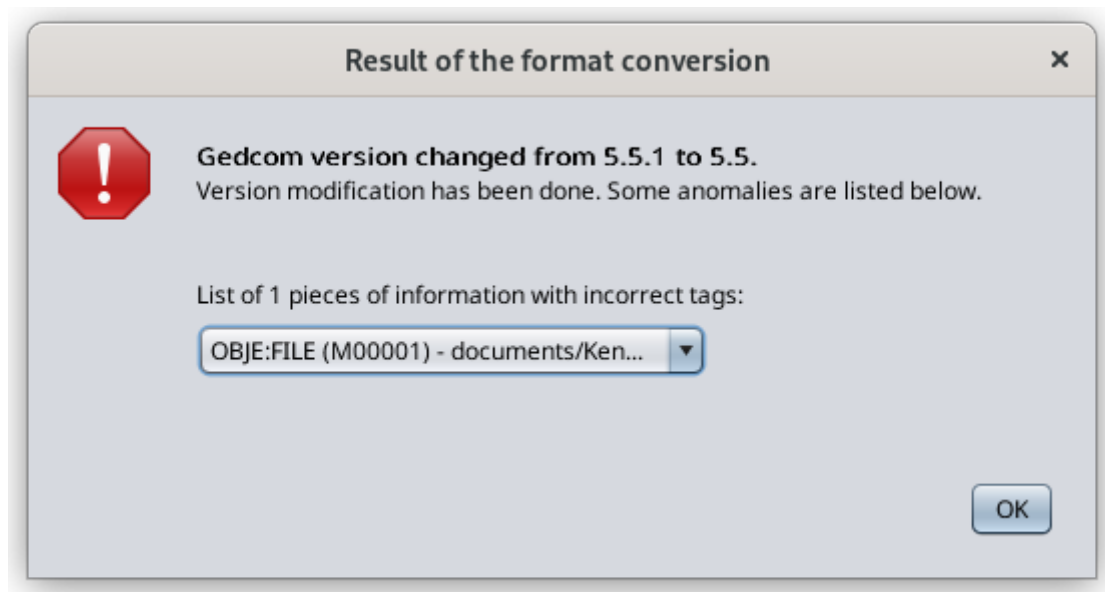 Result of the format conversion
Gedcom version changed from 5.5.1 to 5.5.
Version modification has been done. Some anomalies are listed below.
List of 1 pieces of information with incorrect tags:
OBJE:FILE (M00001) - documents/Ken...
OK